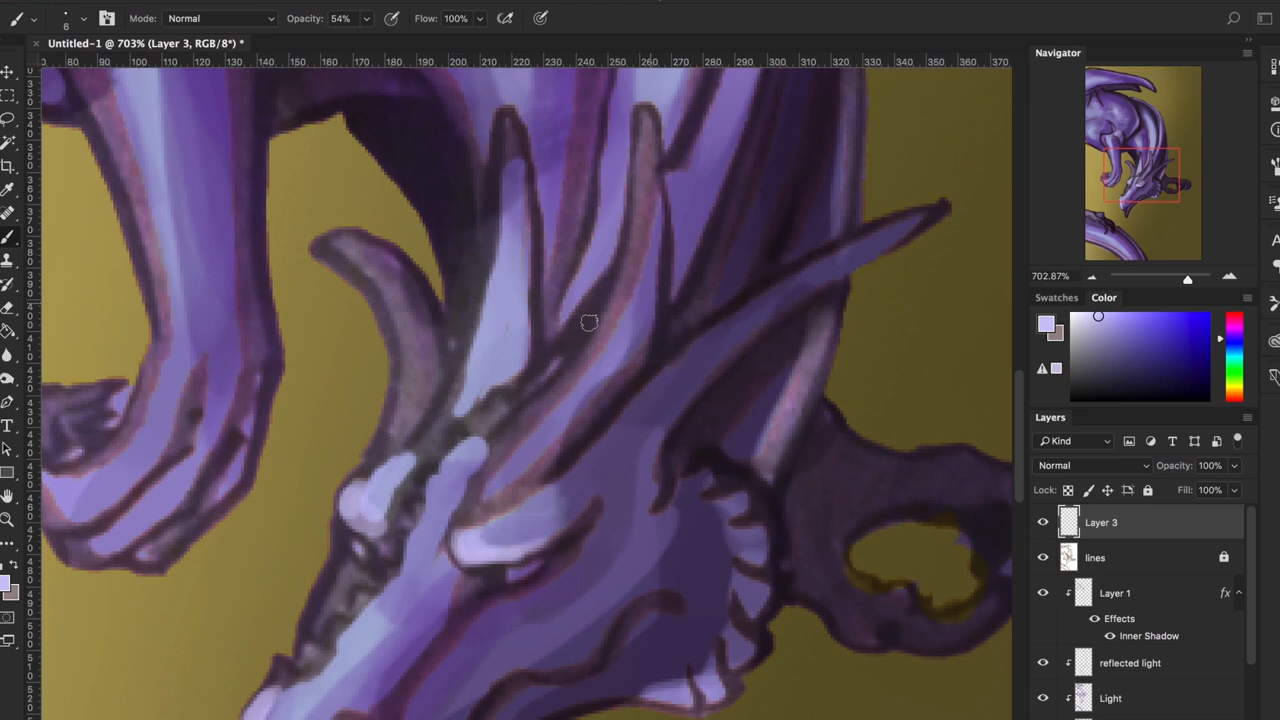 6 Mode: Normal Opacity: 54% Flow: 100%
Untitled-1 @ 703% (Layer 3, RGB/8*) *
80 90 100 110 120 130 140 150 160 170 180 190 200 210 220 230 240 250 260 270 280 290 300 310 320 330 340 350 360 370
Navigator
702.87%
Swatches Color
Layers
Kind
Normal Opacity: 100%
Lock: Fill: 100%
Layer 3
lines
Layer 1 fx
Effects
Inner Shadow
reflected light
Light